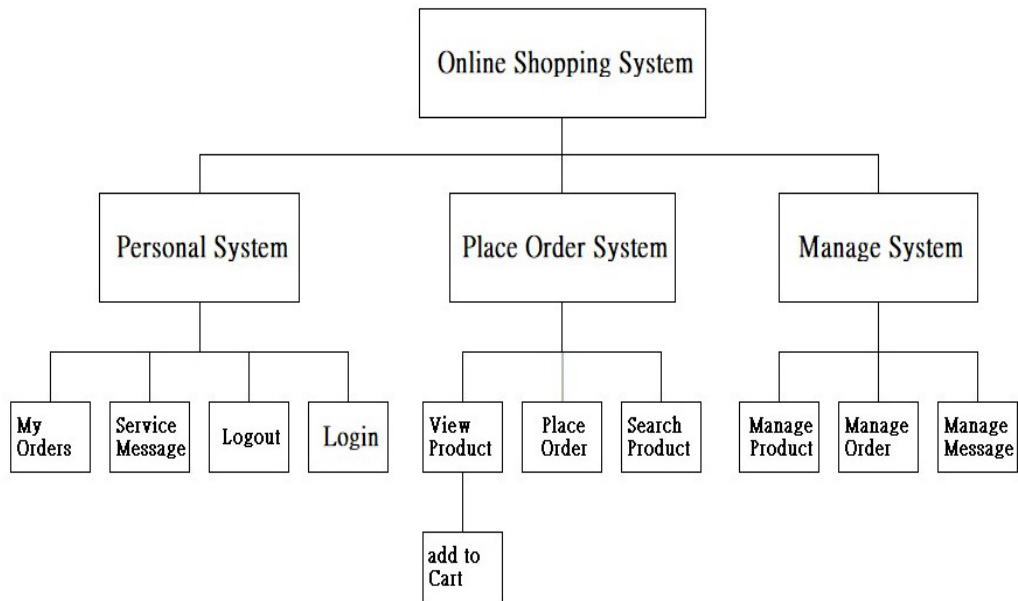 Online Shopping System
Personal System
Place Order System
Manage System
My
Orders
Service
Message
Logout
Login
View
Product
Place
Order
Search
Product
Manage
Product
Manage
Order
Manage
Message
add to
Cart